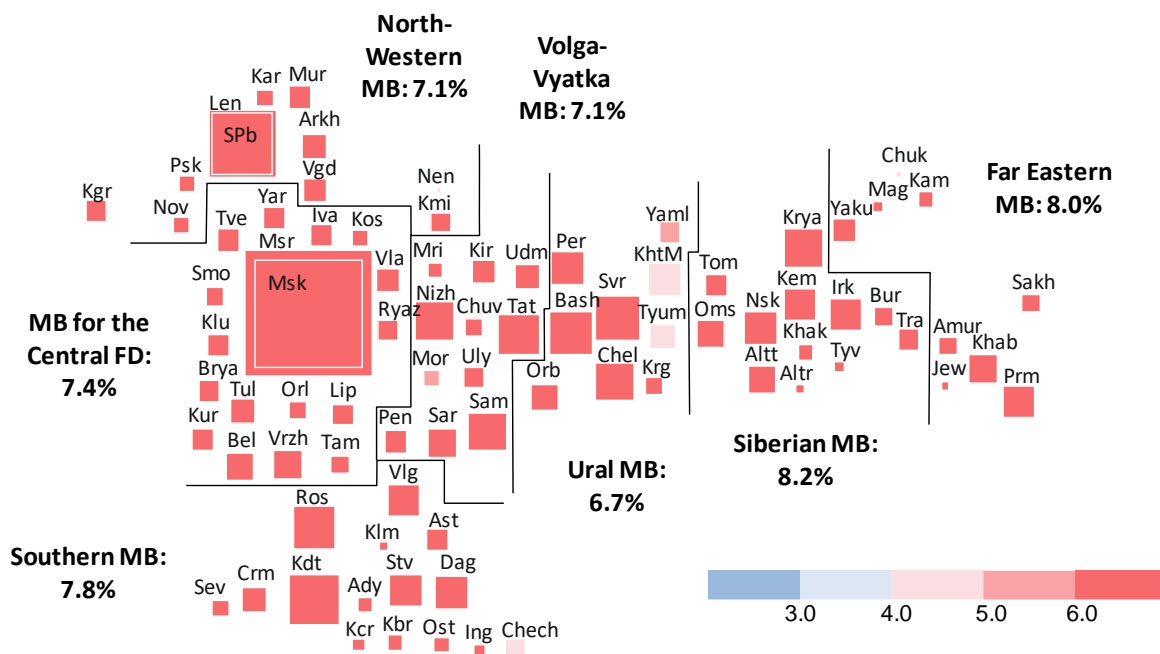 North-
Western
MB: 7.1%
Volga-
Vyatka
MB: 7.1%
Far Eastern
MB: 8.0%
MB for the
Central FD:
7.4%
Southern MB:
7.8%
Ural MB:
6.7%
Siberian MB:
8.2%
Kar
Mur
Len
SPb
Arkh
Psk
Vgd
Kgr
Nov
Nen
Kmi
Tve
Yar
Iva
Kos
Msr
Msk
Vla
Smo
Klu
Ryaz
Brya
Tul
Orl
Lip
Kur
Bel
Vrzh
Tam
Mri
Kir
Udm
Nizh
Chuv
Tat
Mor
Uly
Pen
Sar
Sam
Orb
Per
Bash
Svr
Chel
Krg
Yaml
KhtM
Tyum
Tom
Oms
Nsk
Altt
Krya
Kem
Khak
Altr
Irk
Tyv
Bur
Tra
Yaku
Mag
Chuk
Kam
Sakh
Amur
Jew
Khab
Prm
Vlg
Ros
Klm
Ast
Sev
Crm
Kdt
Ady
Stv
Dag
Kcr
Kbr
Ost
Ing
Chech
3.0 4.0 5.0 6.0